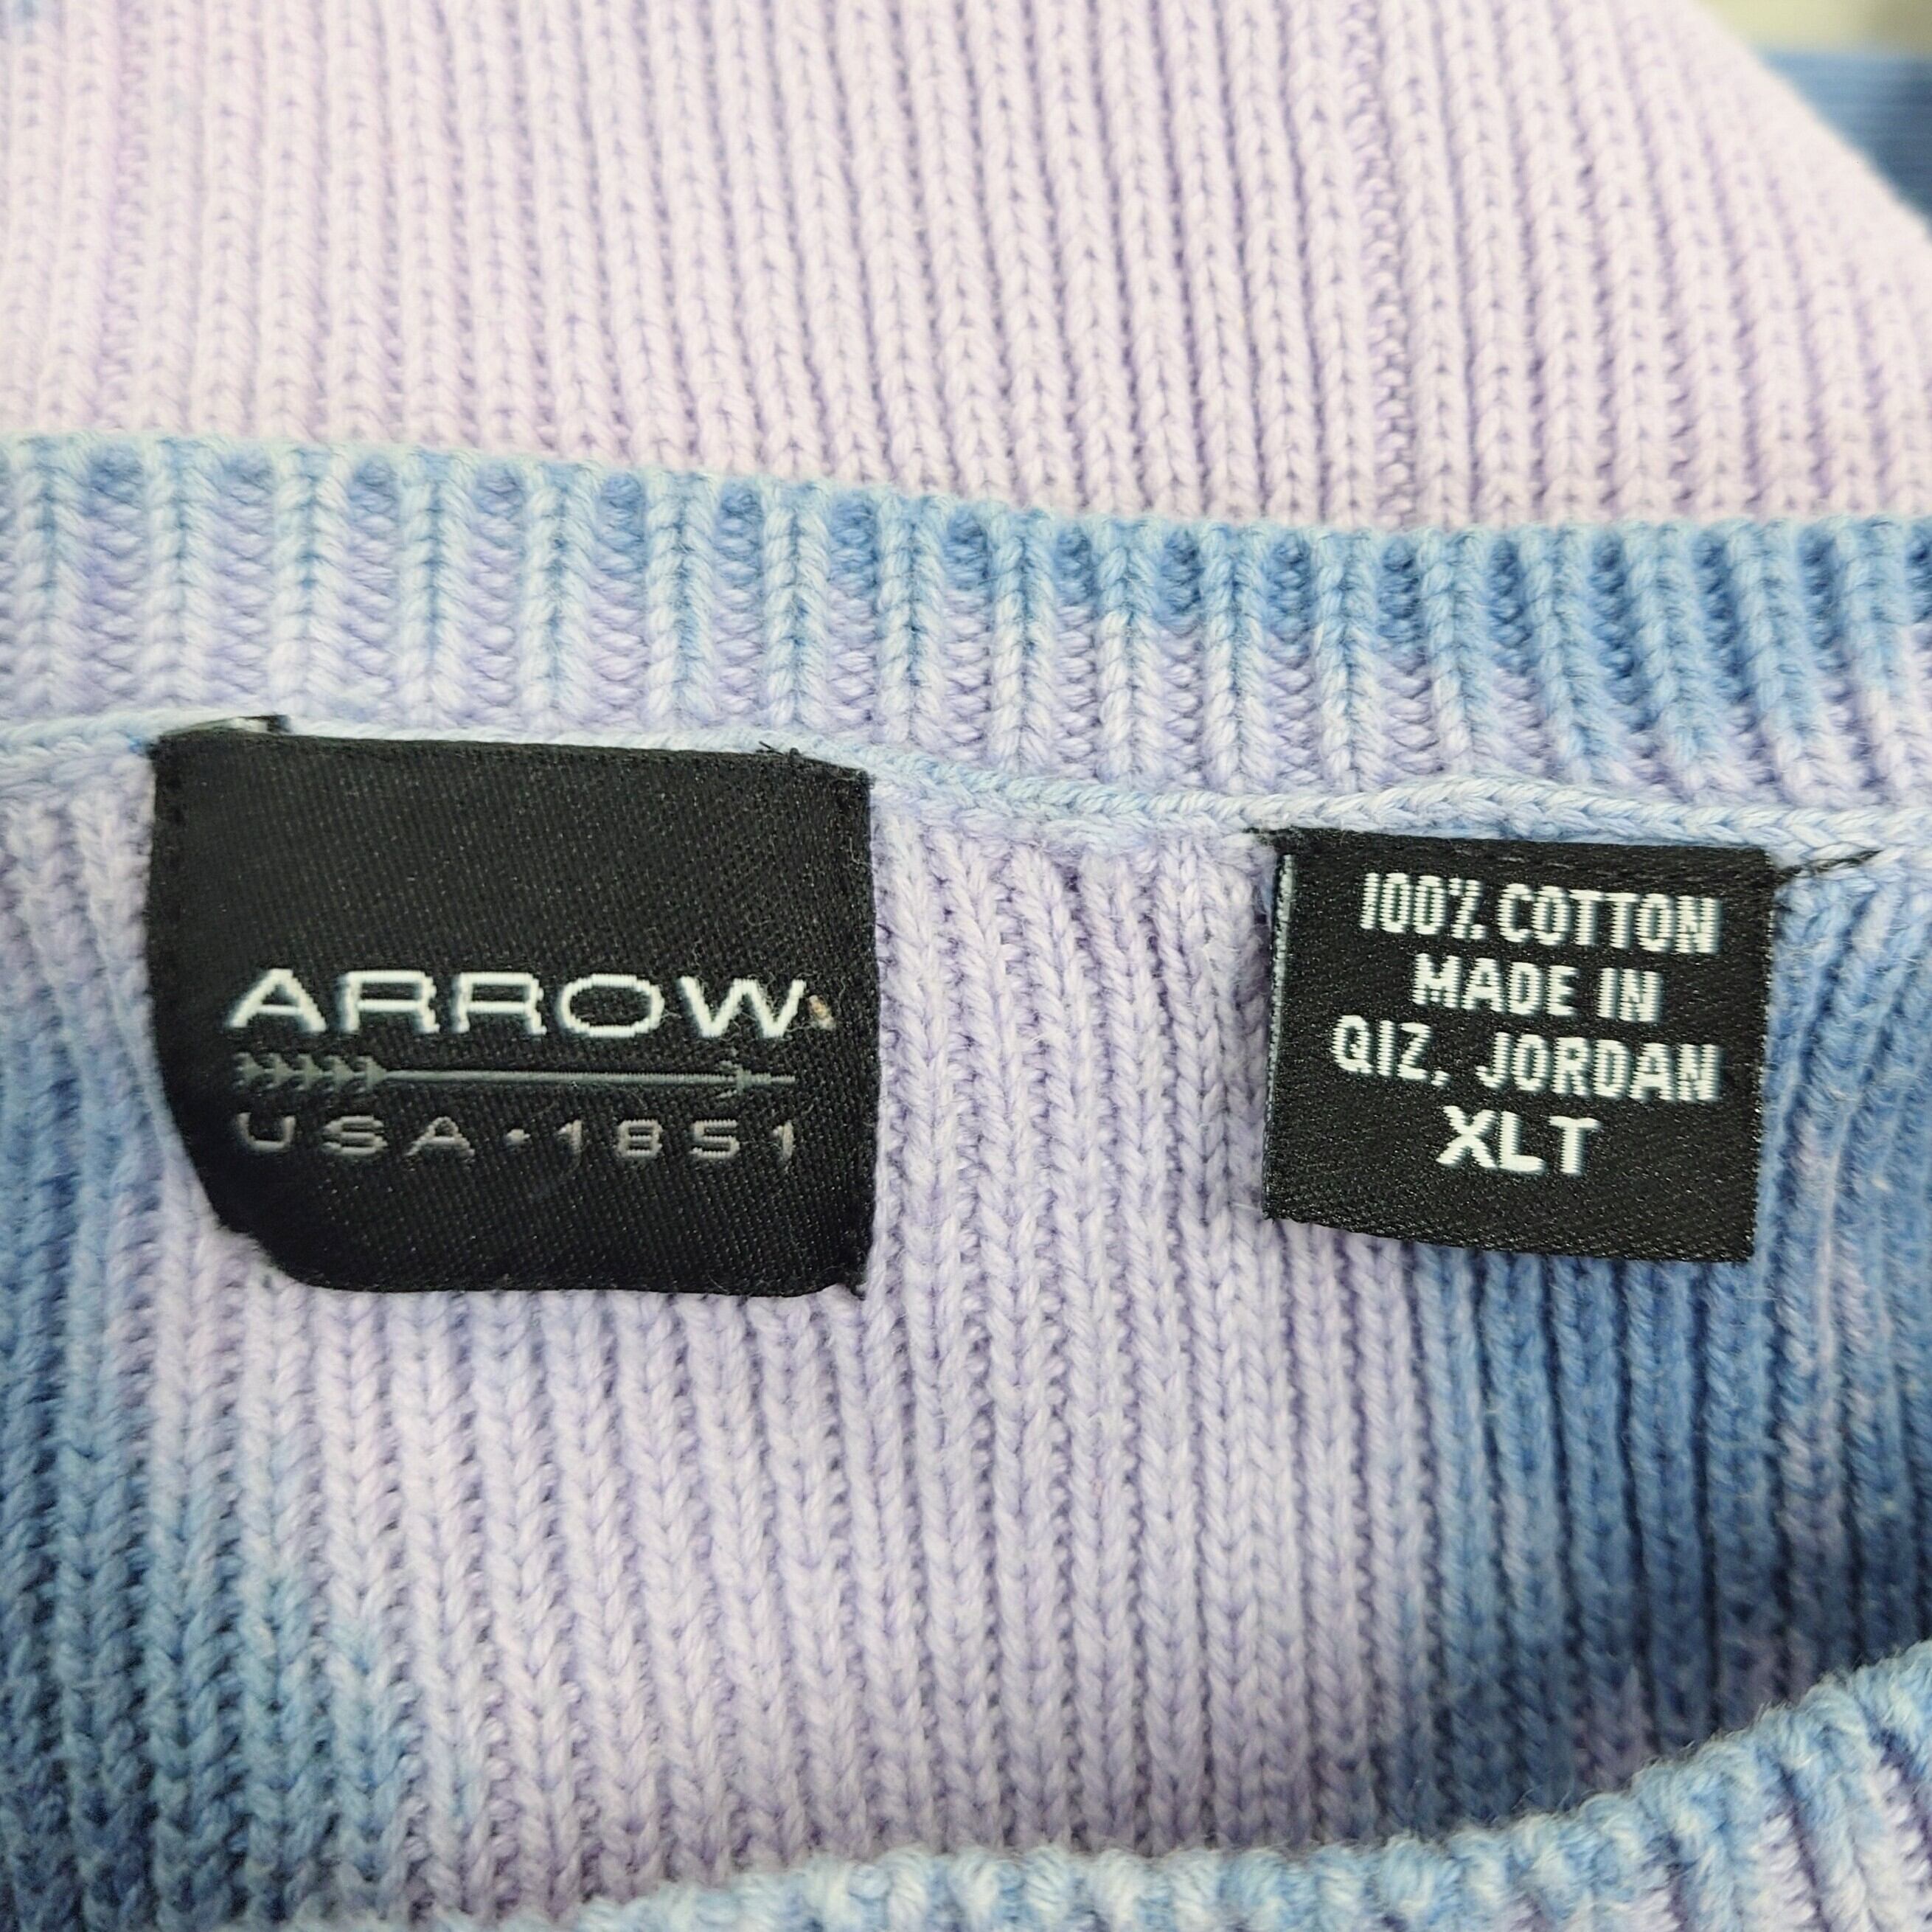 ARROW
USA·1851
100% COTTON
MADE IN
QIZ, JORDAN
XLT